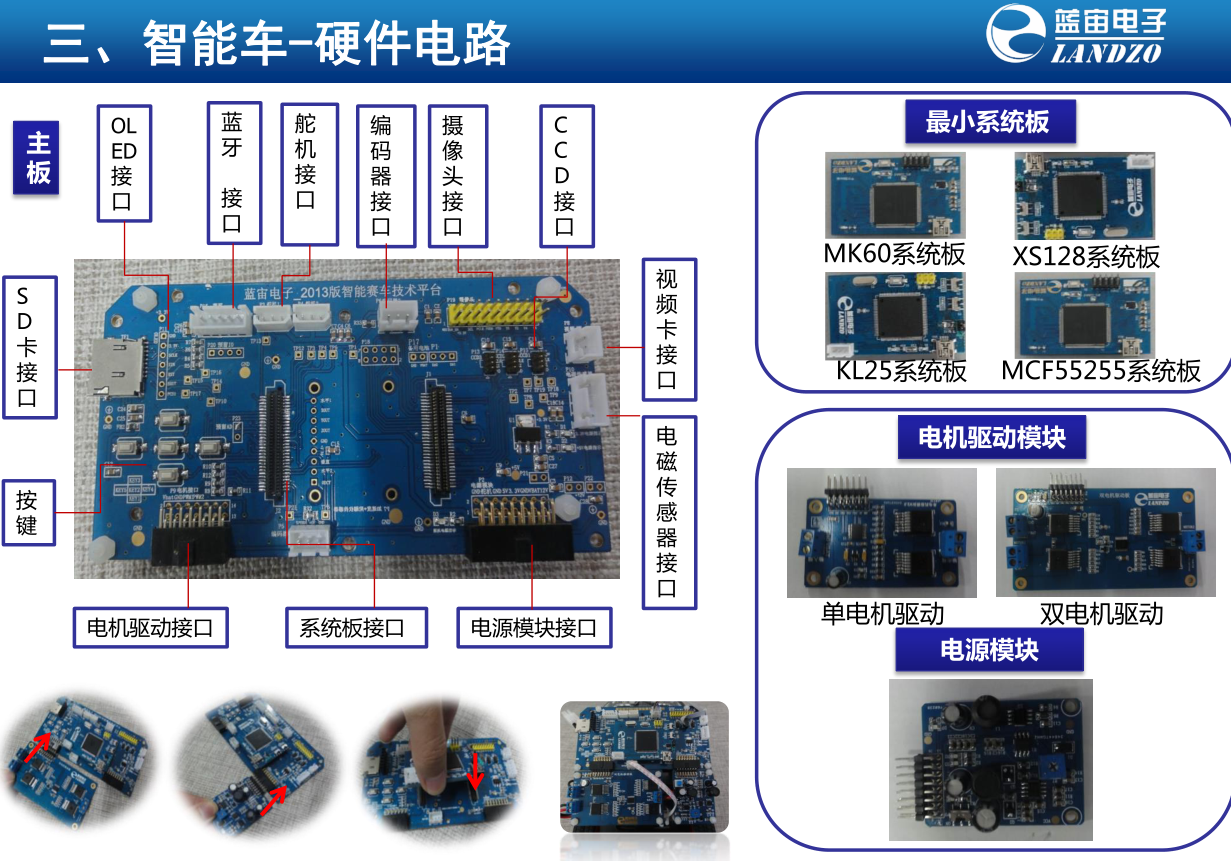 三、智能车-硬件电路
蓝宙电子
LANDZO
主板
OLED接口
蓝牙 接口
舵机接口
编码器接口
摄像头接口
CCD接口
SD卡接口
按键
视频卡接口
电磁传感器接口
蓝宙电子_2013版智能赛车技术平台
电机驱动接口
系统板接口
电源模块接口
最小系统板
MK60系统板
XS128系统板
KL25系统板
MCF55255系统板
电机驱动模块
单电机驱动
双电机驱动
电源模块